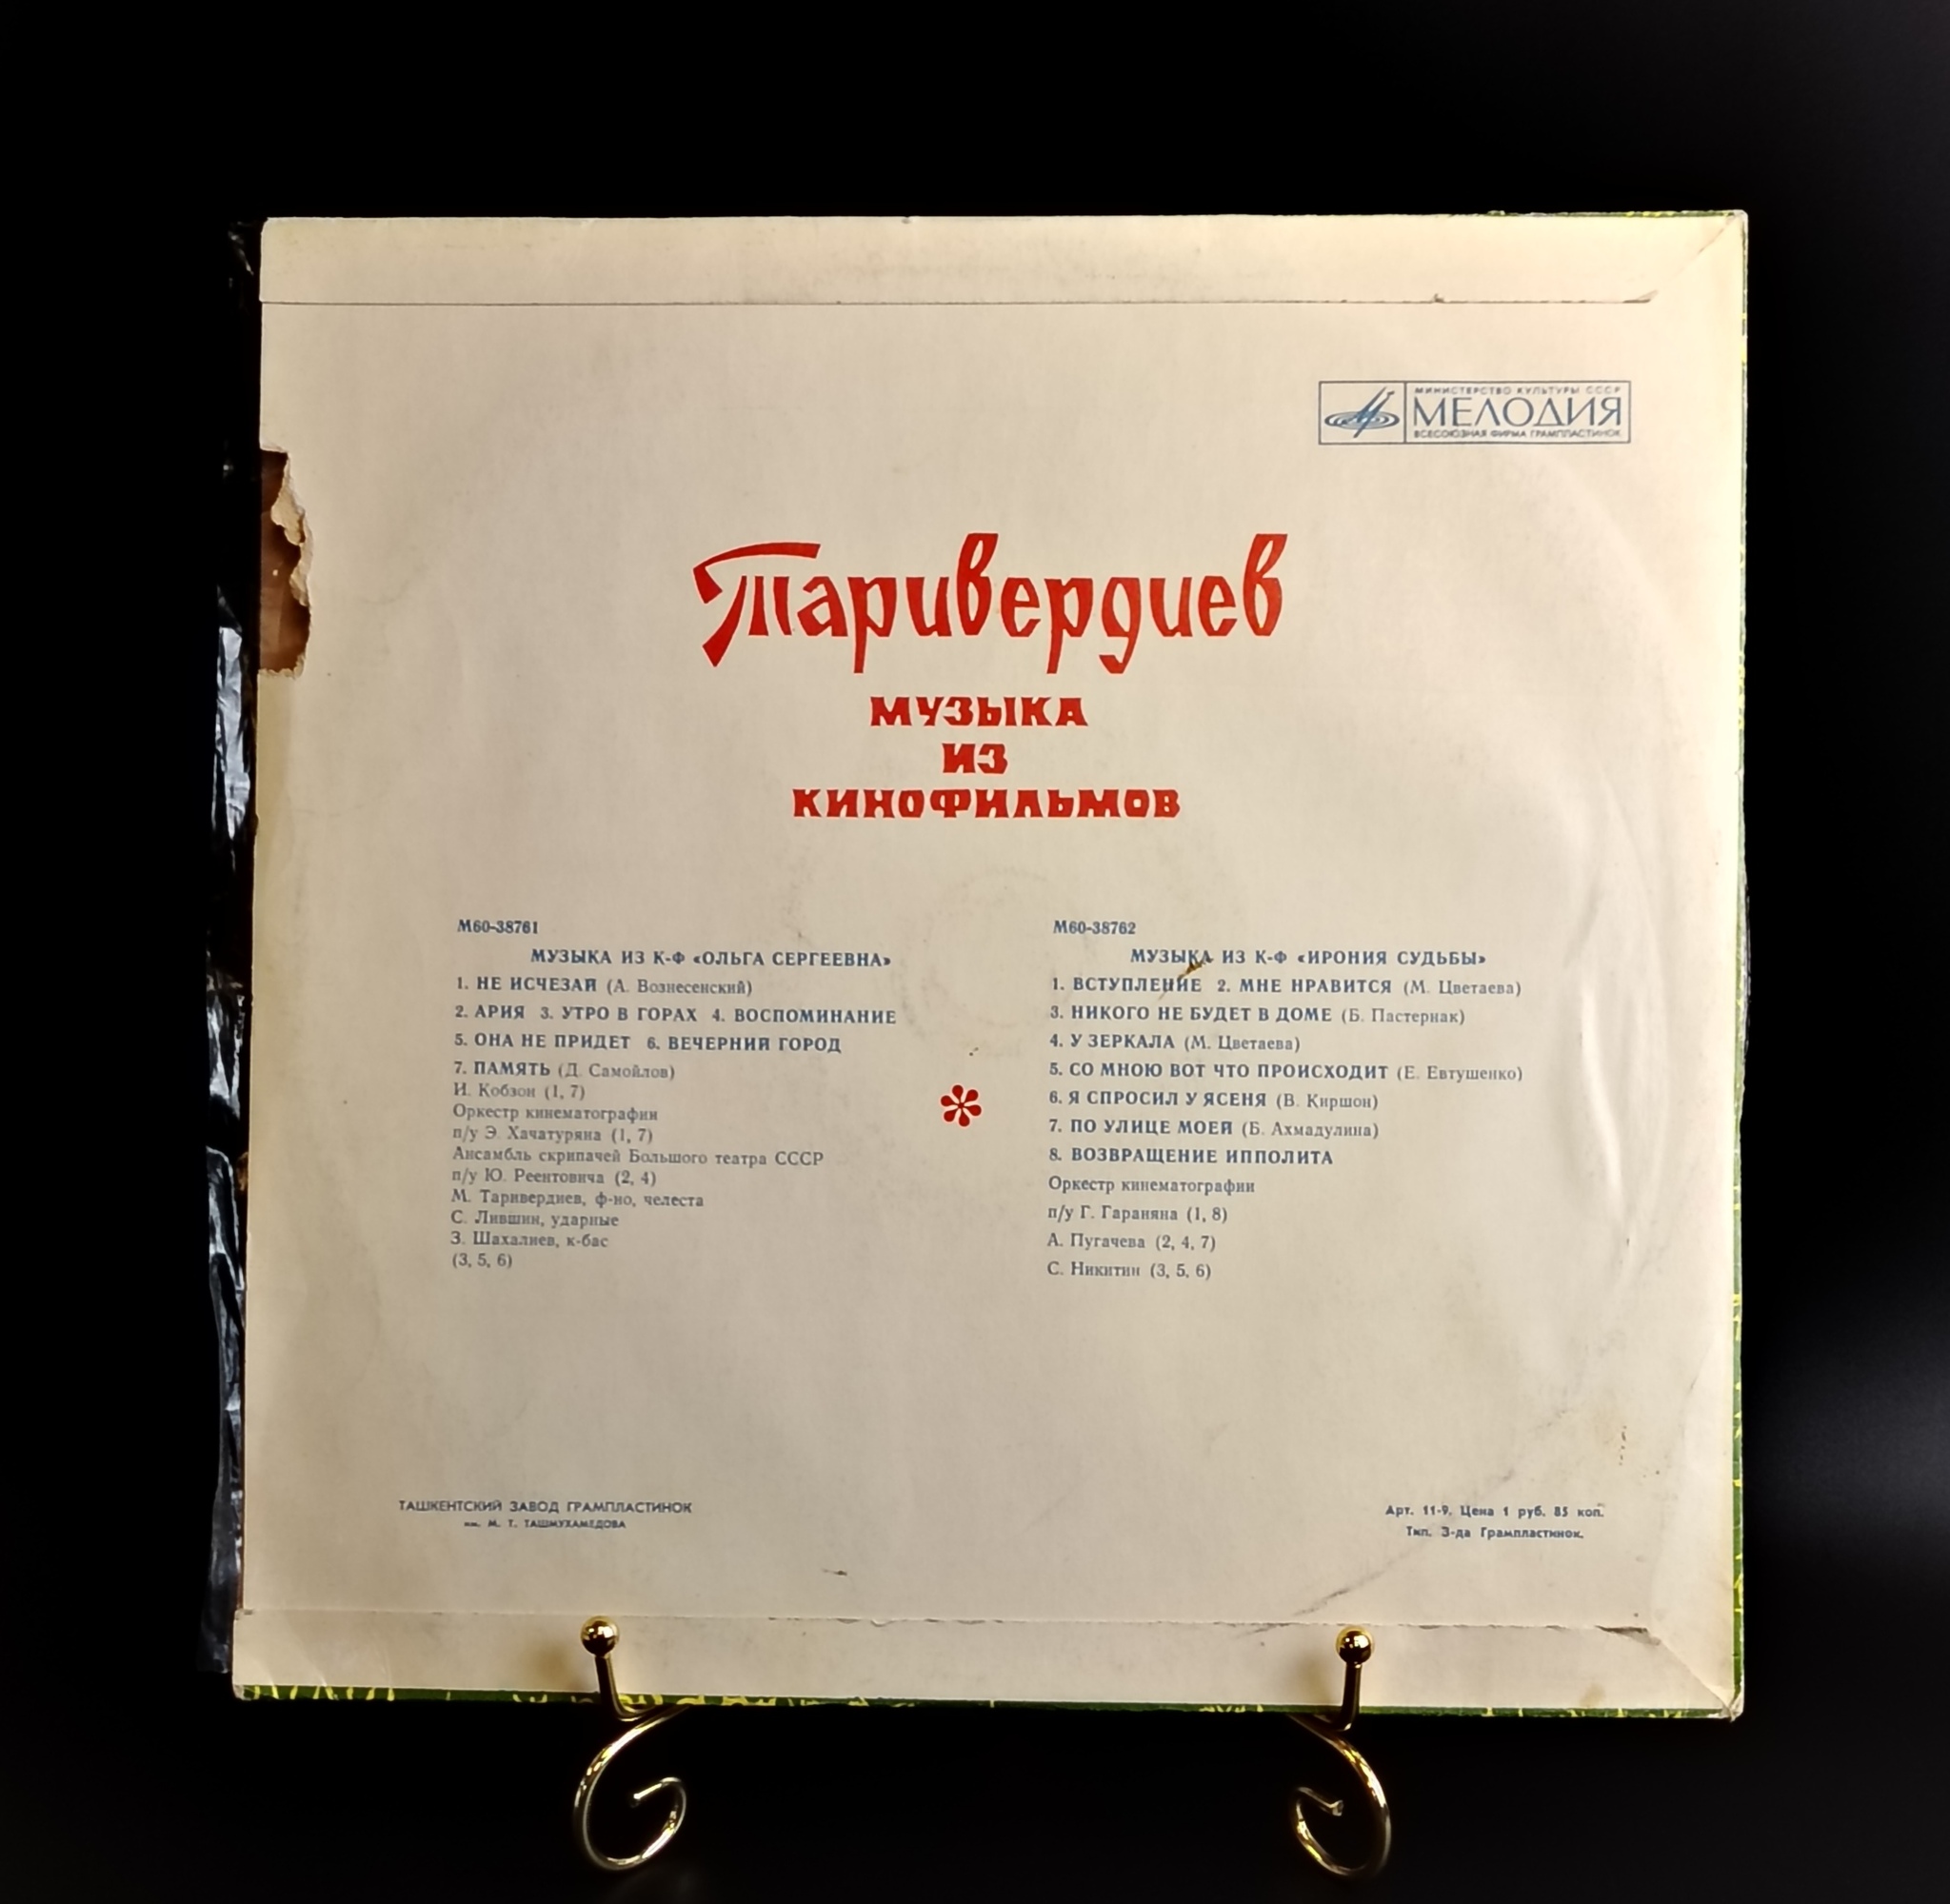 МИНИСТЕРСТВО КУЛЬТУРЫ СССР
МЕЛОДИЯ
ВСЕСОЮЗНАЯ ФИРМА ГРАМПЛАСТИНОК
Таривердиев
МУЗЫКА
ИЗ
КИНОФИЛЬМОВ
М60-38761
МУЗЫКА ИЗ К-Ф «ОЛЬГА СЕРГЕЕВНА»
1. НЕ ИСЧЕЗАЙ (А. Вознесенский)
2. АРИЯ 3. УТРО В ГОРАХ 4. ВОСПОМИНАНИЕ
5. ОНА НЕ ПРИДЕТ 6. ВЕЧЕРНИЙ ГОРОД
7. ПАМЯТЬ (Д. Самойлов)
И. Кобзон (1, 7)
Оркестр кинематографии
п/у Э. Хачатуряна (1, 7)
Ансамбль скрипачей Большого театра СССР
п/у Ю. Реентовича (2, 4)
М. Таривердиев, ф-но, челеста
С. Лившин, ударные
З. Шахалиев, к-бас
(3, 5, 6)
М60-38762
МУЗЫКА ИЗ К-Ф «ИРОНИЯ СУДЬБЫ»
1. ВСТУПЛЕНИЕ 2. МНЕ НРАВИТСЯ (М. Цветаева)
3. НИКОГО НЕ БУДЕТ В ДОМЕ (Б. Пастернак)
4. У ЗЕРКАЛА (М. Цветаева)
5. СО МНОЮ ВОТ ЧТО ПРОИСХОДИТ (Е. Евтушенко)
6. Я СПРОСИЛ У ЯСЕНЯ (В. Киршон)
7. ПО УЛИЦЕ МОЕЙ (Б. Ахмадулина)
8. ВОЗВРАЩЕНИЕ ИППОЛИТА
Оркестр кинематографии
п/у Г. Гараняна (1, 8)
А. Пугачева (2, 4, 7)
С. Никитин (3, 5, 6)
ТАШКЕНТСКИЙ ЗАВОД ГРАМПЛАСТИНОК
им. М. Т. ТАШМУХАМЕДОВА
Арт. 11-9. Цена 1 руб. 85 коп.
Тип. З-да Грампластинок.